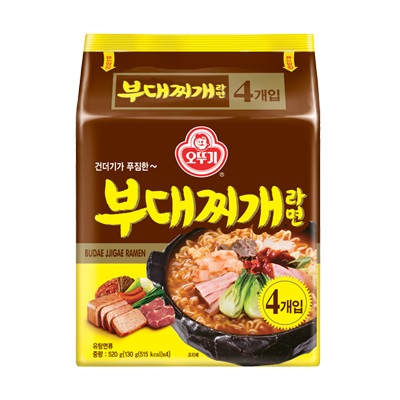 부대찌개라면 4개입
오뚜기
건더기가 푸짐한~
부대찌개라면
BUDAE JJIGAE RAMEN
4개입
유탕면류
중량 : 520 g(130 g(515 kcal)x4)
조리예